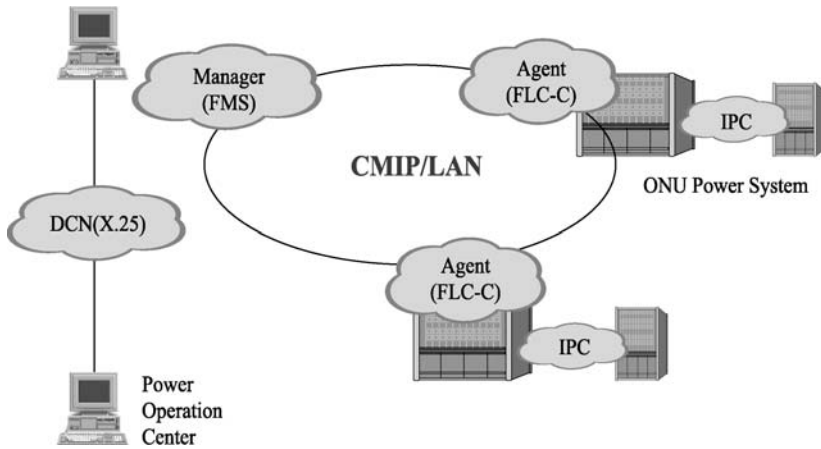 Manager
(FMS)
Agent
(FLC-C)
IPC
CMIP/LAN
ONU Power System
DCN(X.25)
Agent
(FLC-C)
IPC
Power
Operation
Center